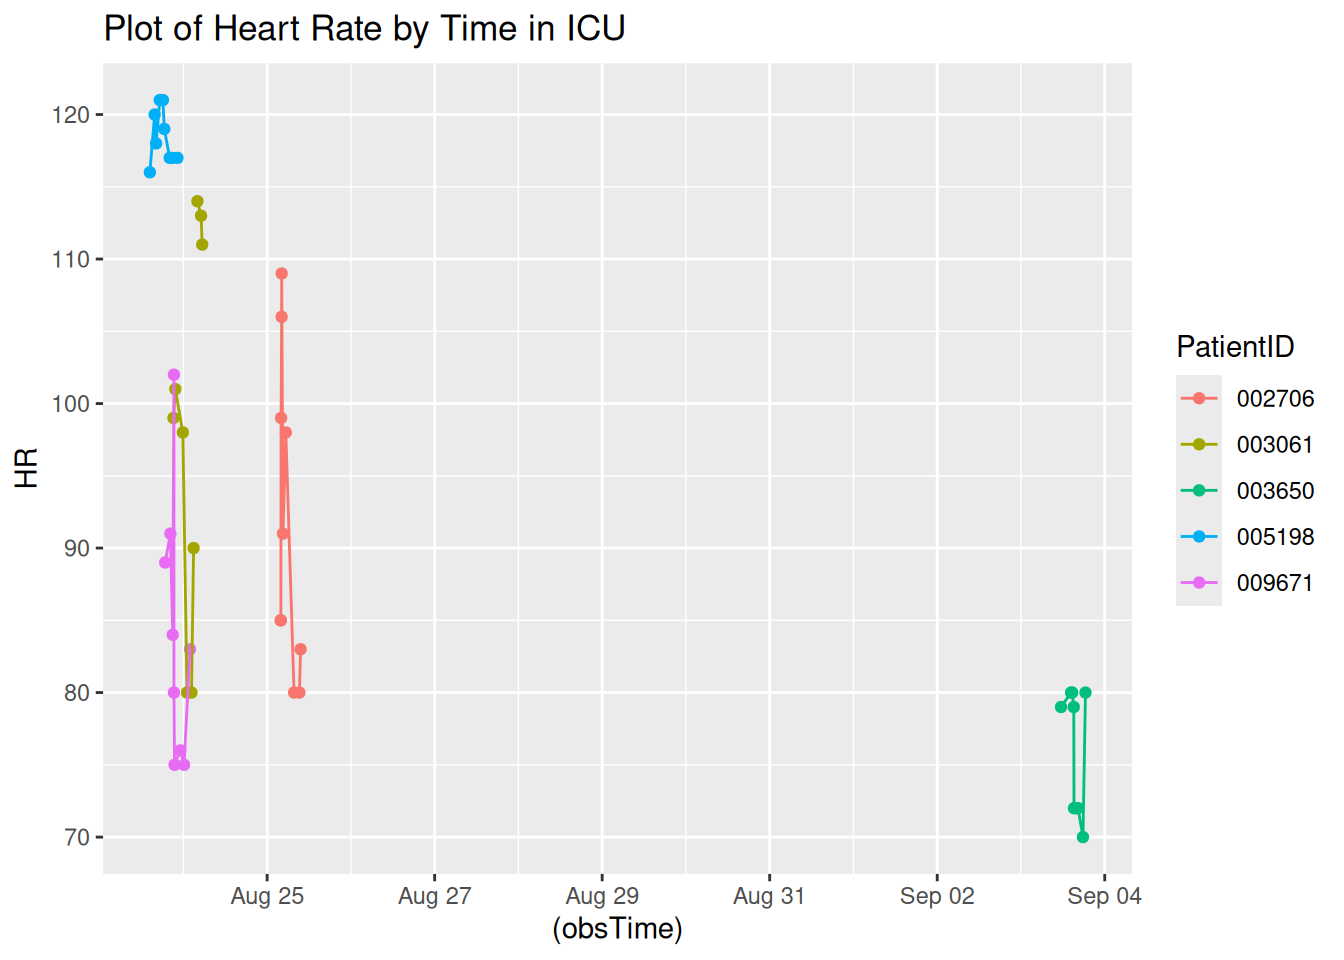 Plot of Heart Rate by Time in ICU
120
110
100
90
80
70
HR
Aug 25 Aug 27 Aug 29 Aug 31 Sep 02 Sep 04
(obsTime)
PatientID
002706
003061
003650
005198
009671